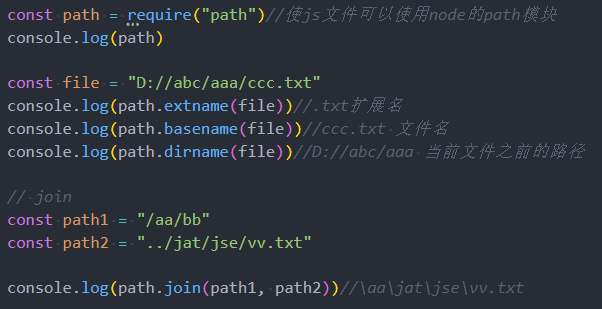 const path = require("path")//使js文件可以使用node的path模块
console.log(path)
const file = "D://abc/aaa/ccc.txt"
console.log(path.extname(file))//.txt扩展名
console.log(path.basename(file))//ccc.txt 文件名
console.log(path.dirname(file))//D://abc/aaa 当前文件之前的路径
// join
const path1 = "/aa/bb"
const path2 = "../jat/jse/vv.txt"
console.log(path.join(path1, path2))//\aa\jat\jse\vv.txt